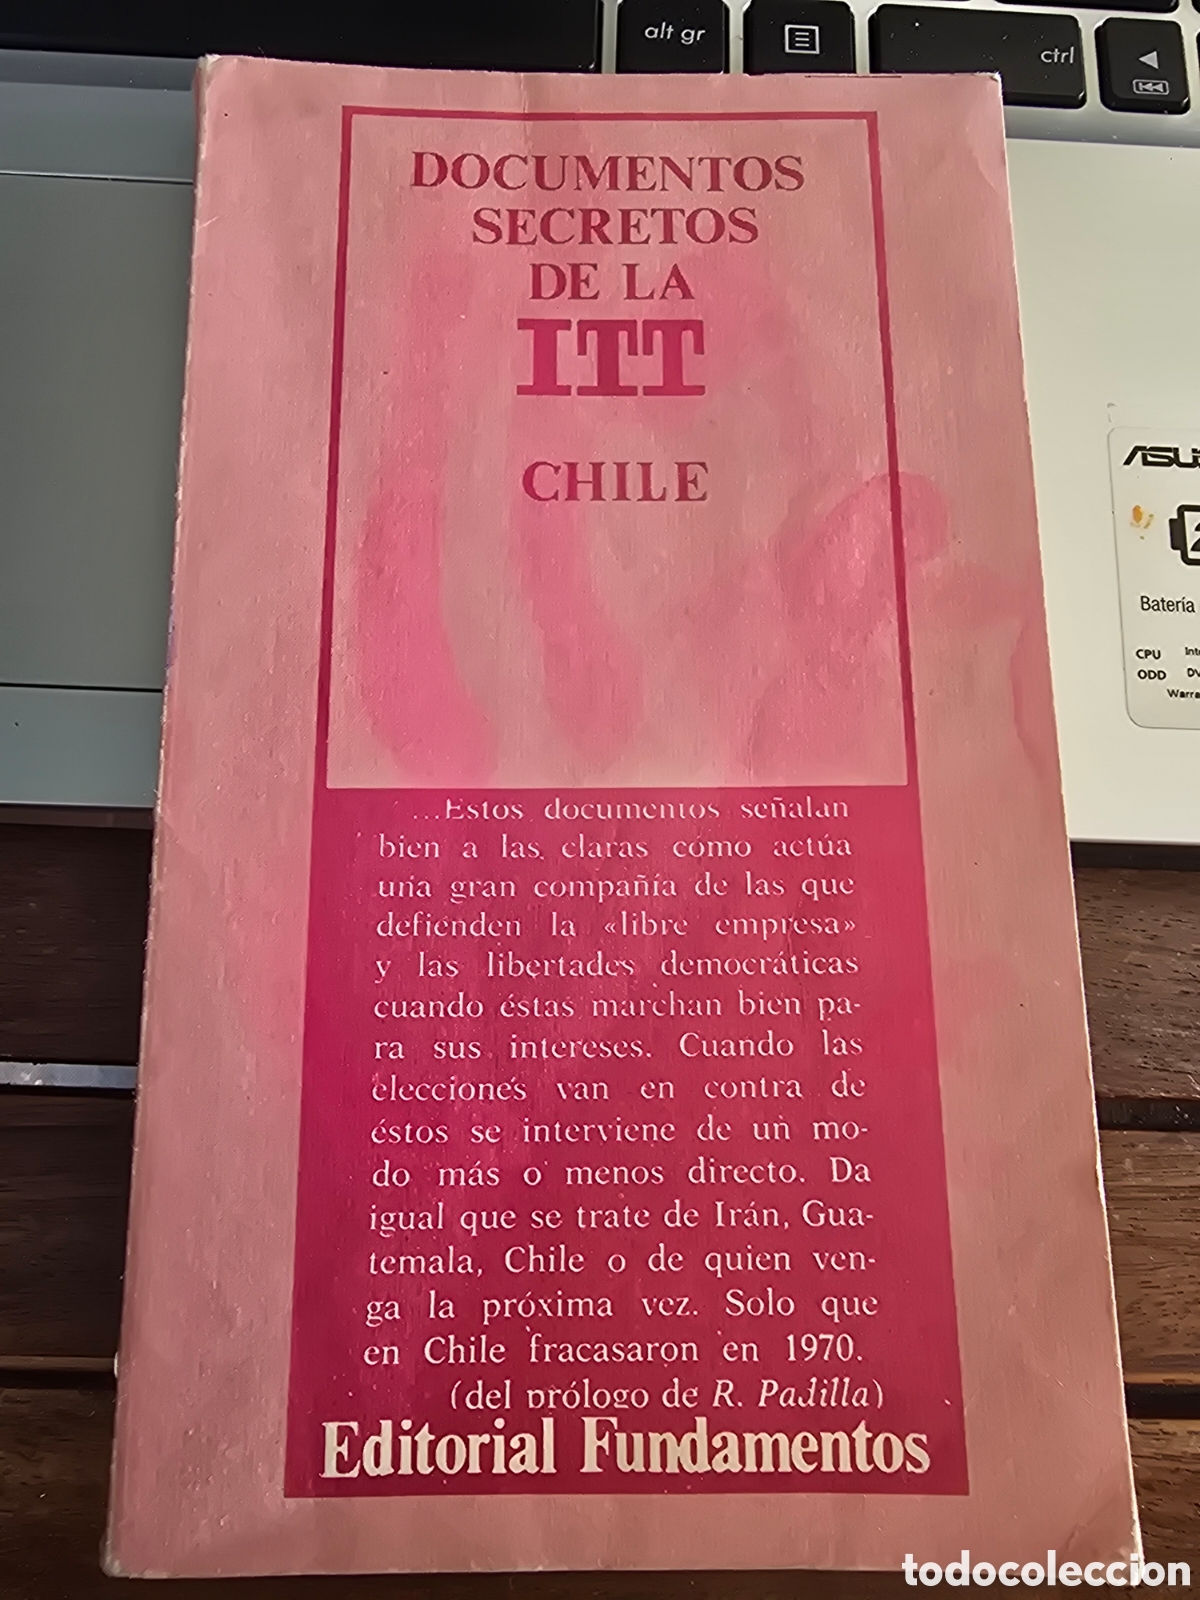 alt gr
ctrl
DOCUMENTOS
SECRETOS
DE LA
ITT
CHILE
ASUS
Batería
CPU
ODD
...Estos documentos señalan
bien a las claras cómo actúa
una gran compañía de las que
defienden la «libre empresa»
y las libertades democráticas
cuando éstas marchan bien pa-
ra sus intereses. Cuando las
elecciones van en contra de
éstos se interviene de un mo-
do más o menos directo. Da
igual que se trate de Irán, Gua-
temala, Chile o de quien ven-
ga la próxima vez. Solo que
en Chile fracasaron en 1970.
(del prólogo de R. Padilla)
Editorial Fundamentos
todocoleccion